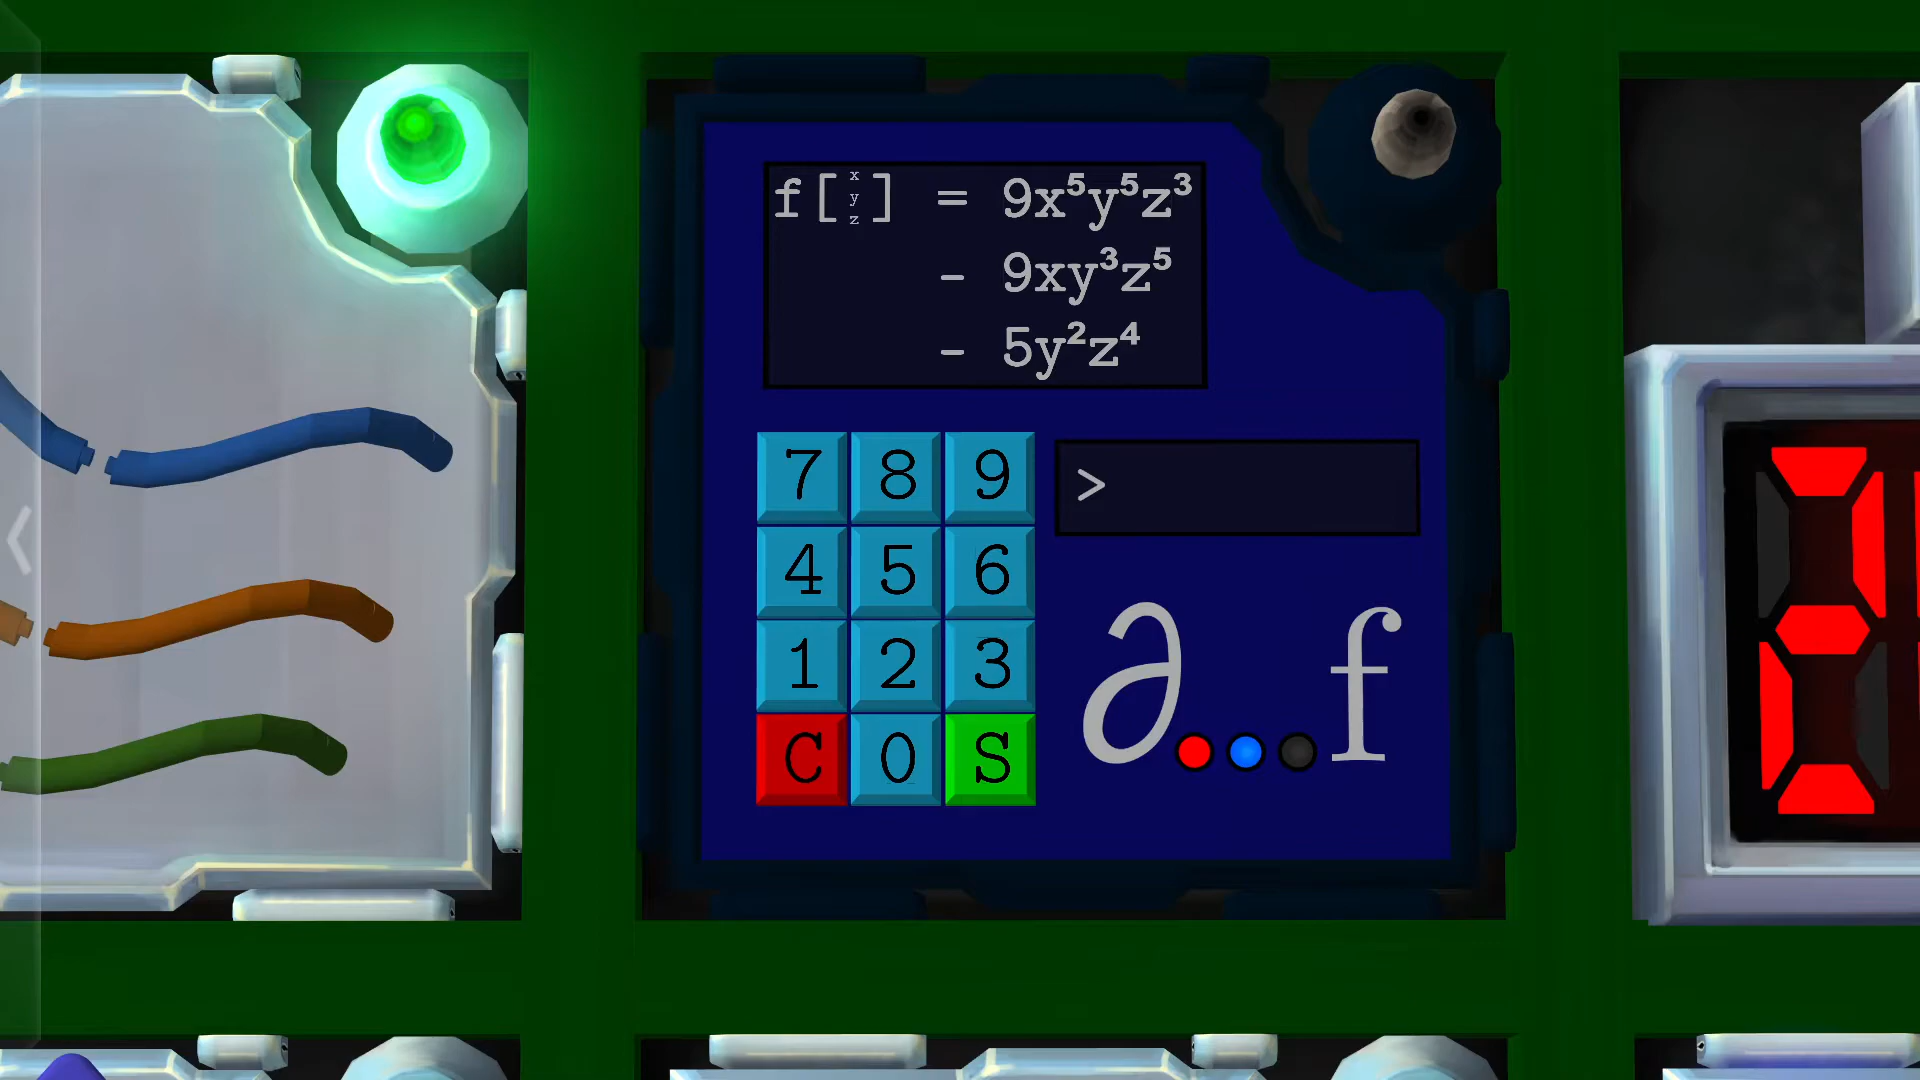 f[x y z] = 9x⁵y⁵z³
- 9xy³z⁵
- 5y²z⁴
7 8 9
>
4 5 6
1 2 3
C 0 S
∂...f